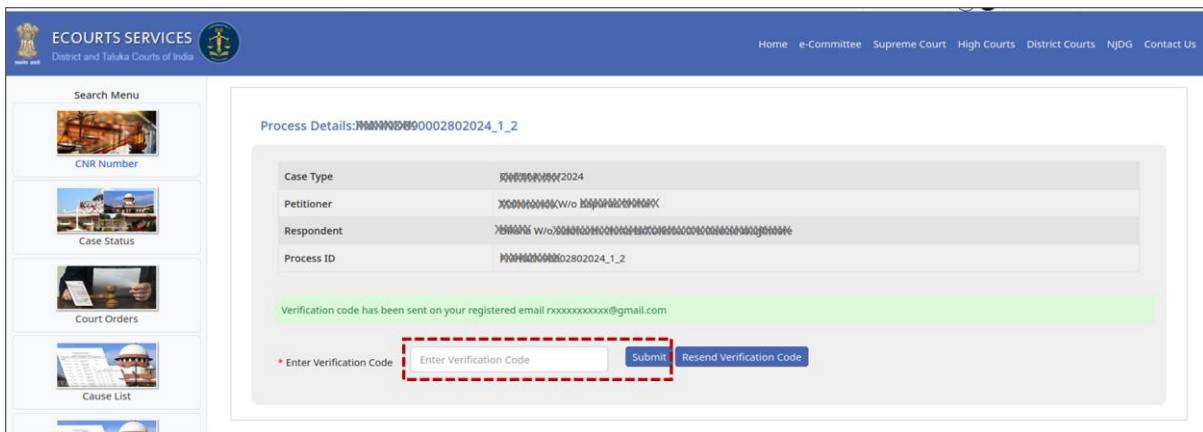 ECOURTS SERVICES
District and Taluka Courts of India
Home e-Committee Supreme Court High Courts District Courts NJDG Contact Us
Search Menu
CNR Number
Case Status
Court Orders
Cause List
Process Details: 0002802024_1_2
Case Type /2024
Petitioner W/o
Respondent W/o
Process ID 02802024_1_2
Verification code has been sent on your registered email rxxxxxxxxxxx@gmail.com
* Enter Verification Code Enter Verification Code Submit Resend Verification Code